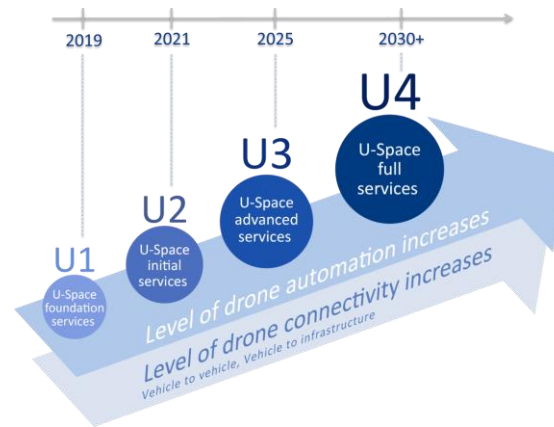 2019
2021
2025
2030+
U1
U-Space
foundation
services
U2
U-Space
initial
services
U3
U-Space
advanced
services
U4
U-Space
full
services
Level of drone automation increases
Level of drone connectivity increases
Vehicle to vehicle, Vehicle to infrastructure